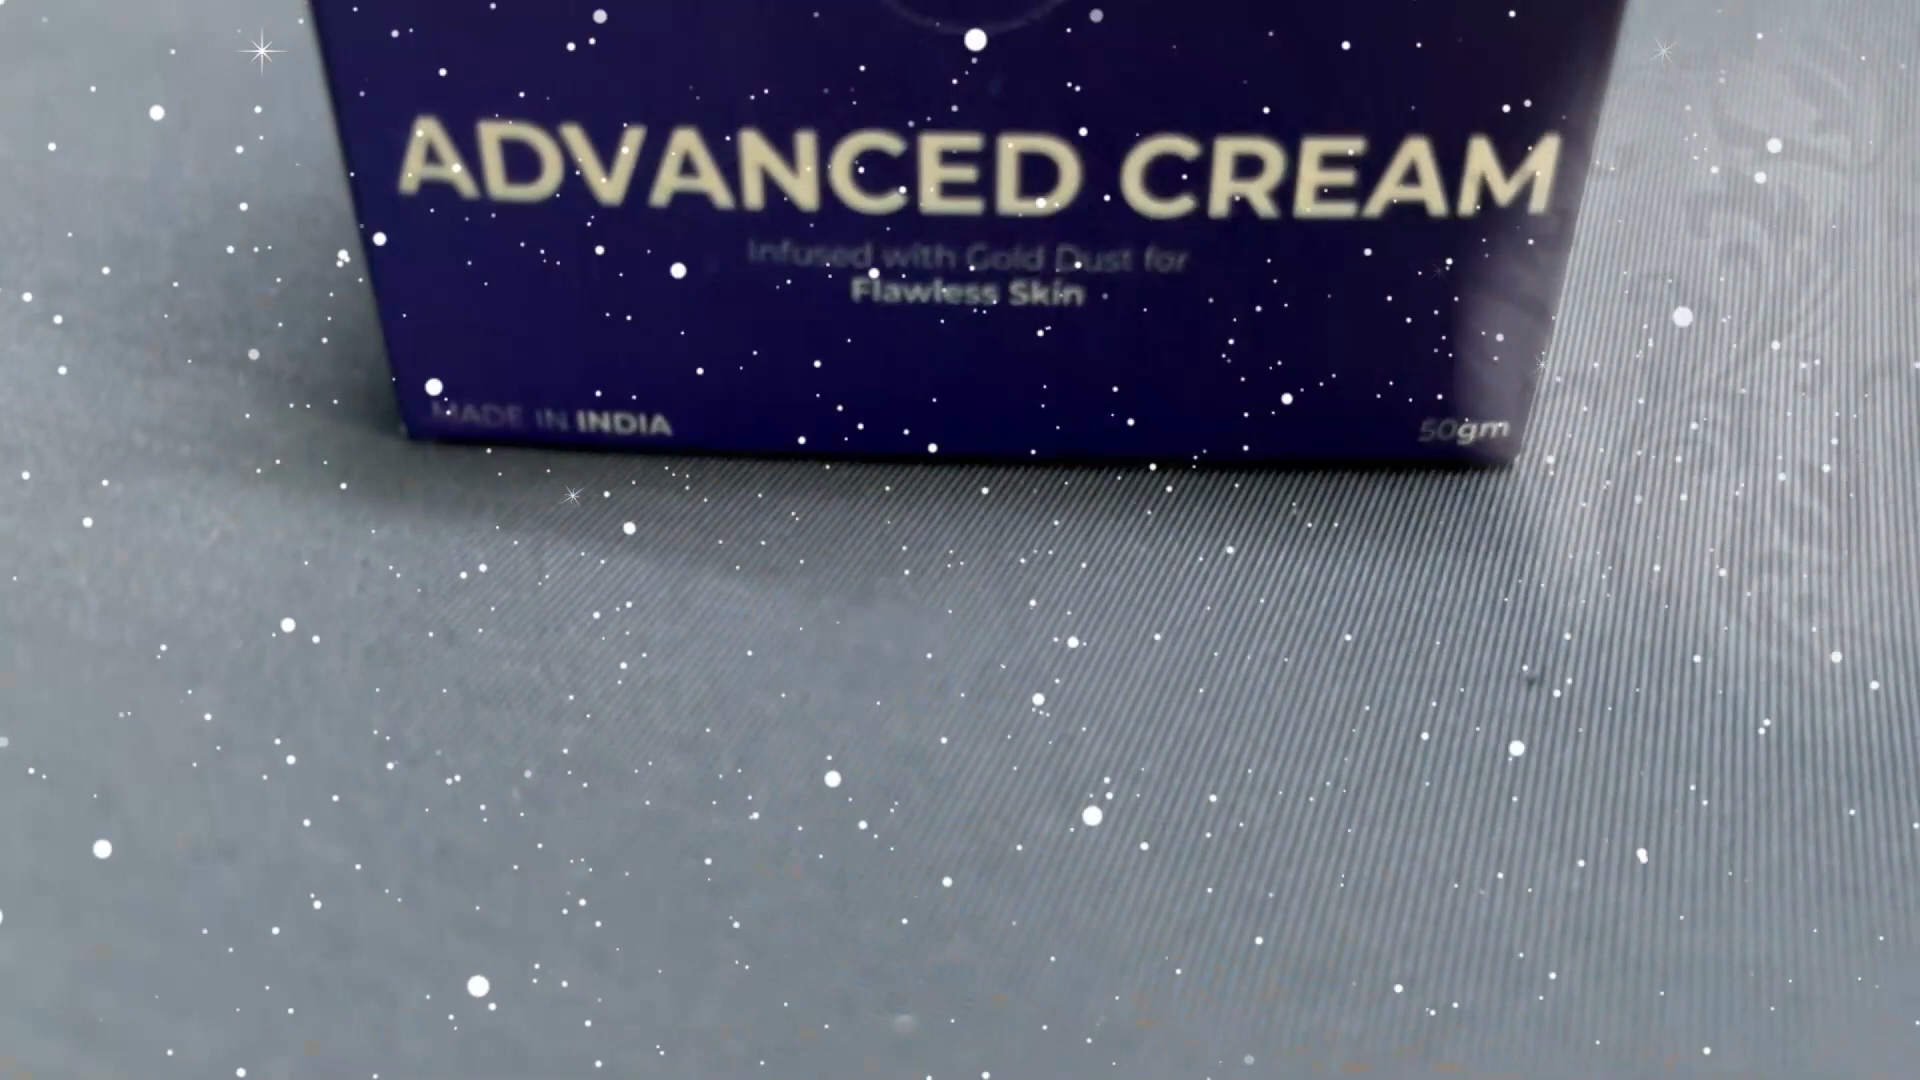 ADVANCED CREAM
Infused with Gold Dust for
Flawless Skin
MADE IN INDIA
50gm